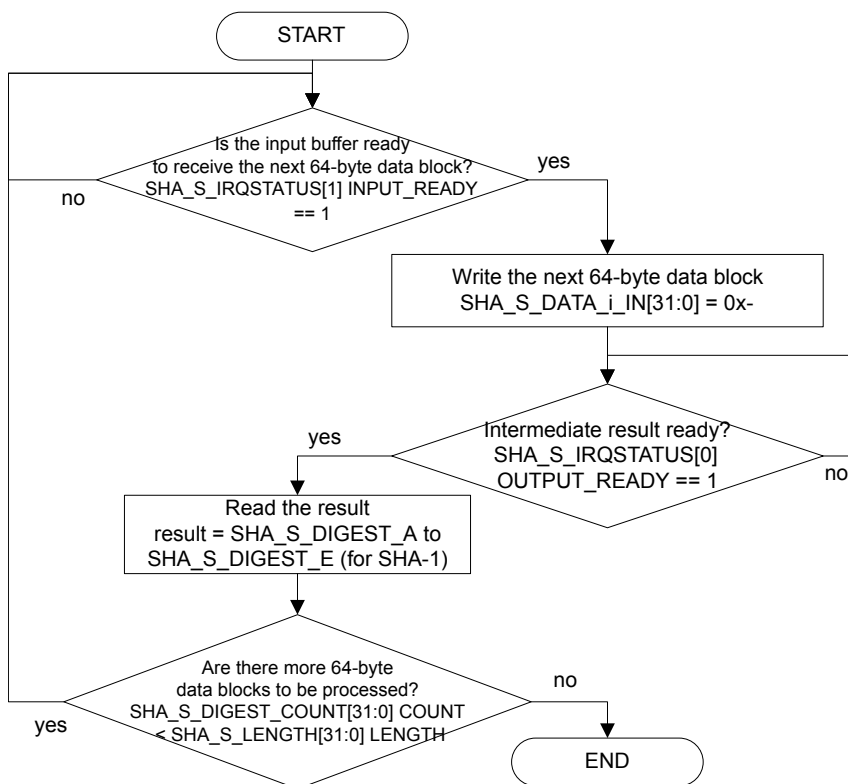 START
Is the input buffer ready
to receive the next 64-byte data block?
SHA_S_IRQSTATUS[1] INPUT_READY
== 1
yes
no
Write the next 64-byte data block
SHA_S_DATA_i_IN[31:0] = 0x-
Intermediate result ready?
SHA_S_IRQSTATUS[0]
OUTPUT_READY == 1
yes
no
Read the result
result = SHA_S_DIGEST_A to
SHA_S_DIGEST_E (for SHA-1)
Are there more 64-byte
data blocks to be processed?
SHA_S_DIGEST_COUNT[31:0] COUNT
< SHA_S_LENGTH[31:0] LENGTH
no
yes
END